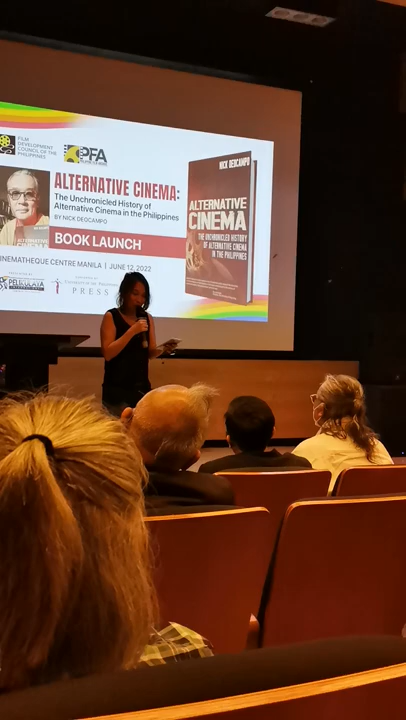 FILM
DEVELOPMENT
COUNCIL OF THE
PHILIPPINES
PFA
ALTERNATIVE CINEMA:
The Unchronicled History of
Alternative Cinema in the Philippines
BY NICK DEOCAMPO
BOOK LAUNCH
CINEMATHEQUE CENTRE MANILA | JUNE 12, 2022
PELIKULAYA
PRESS
NICK DEOCAMPO
ALTERNATIVE
CINEMA
THE UNCHRONICLED HISTORY
OF ALTERNATIVE CINEMA
IN THE PHILIPPINES